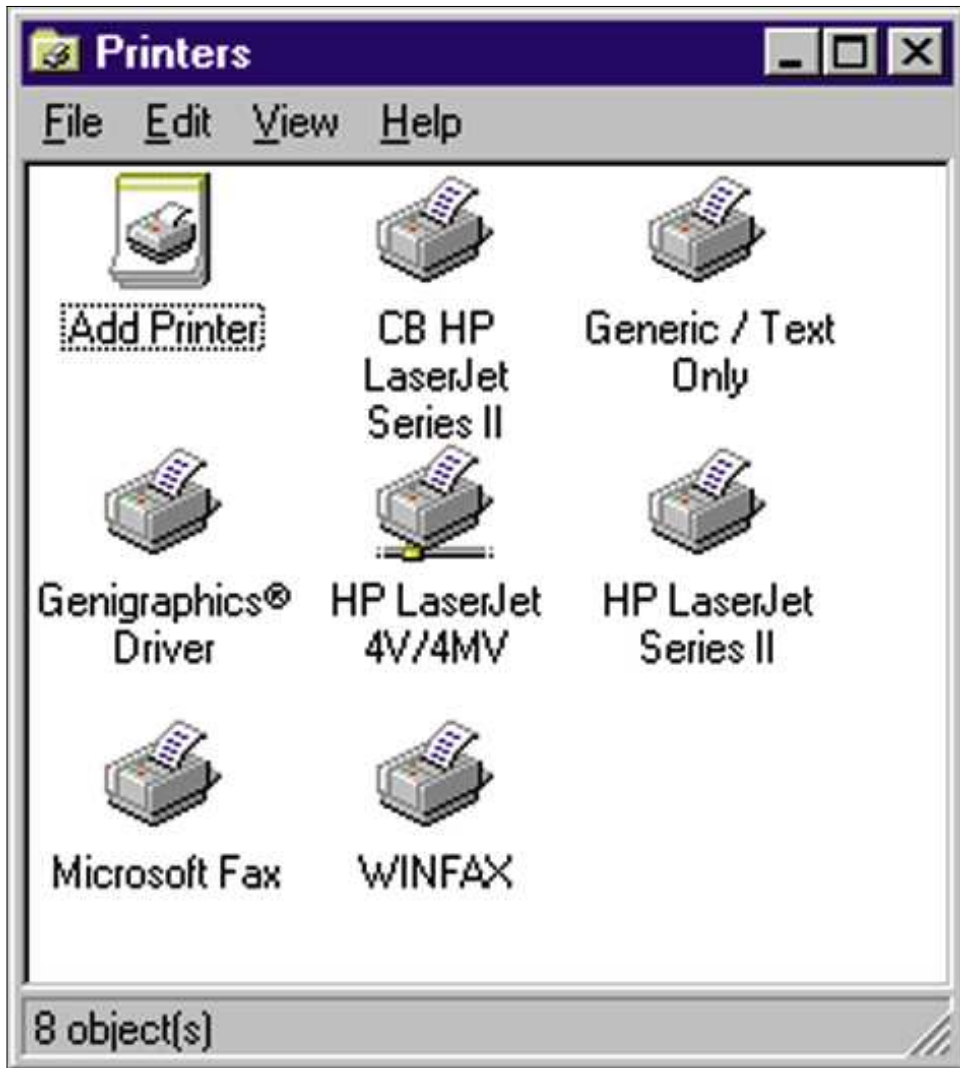 Printers
File Edit View Help
Add Printer
CB HP
LaserJet
Series II
Generic / Text
Only
Genigraphics®
Driver
HP LaserJet
4V/4MV
HP LaserJet
Series II
Microsoft Fax
WINFAX
8 object(s)